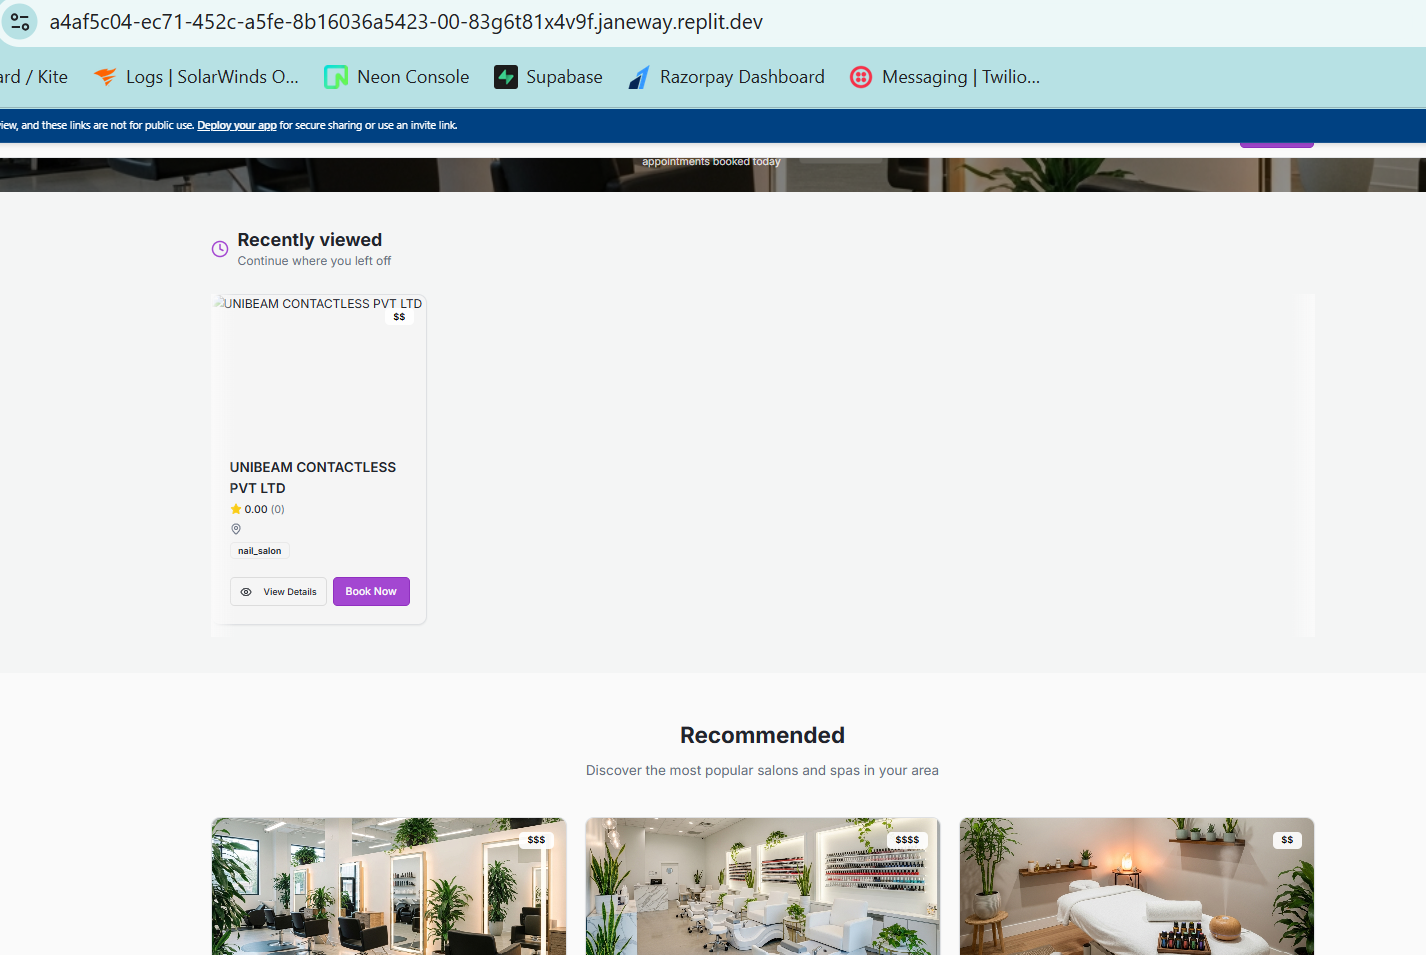 a4af5c04-ec71-452c-a5fe-8b16036a5423-00-83g6t81x4v9f.janeway.replit.dev
ard / Kite
Logs | SolarWinds O...
Neon Console
Supabase
Razorpay Dashboard
Messaging | Twilio...
iew, and these links are not for public use. Deploy your app for secure sharing or use an invite link.
appointments booked today
Recently viewed
Continue where you left off
UNIBEAM CONTACTLESS PVT LTD
$$
UNIBEAM CONTACTLESS
PVT LTD
0.00 (0)
nail_salon
View Details
Book Now
Recommended
Discover the most popular salons and spas in your area
$$$
$$$$
$$